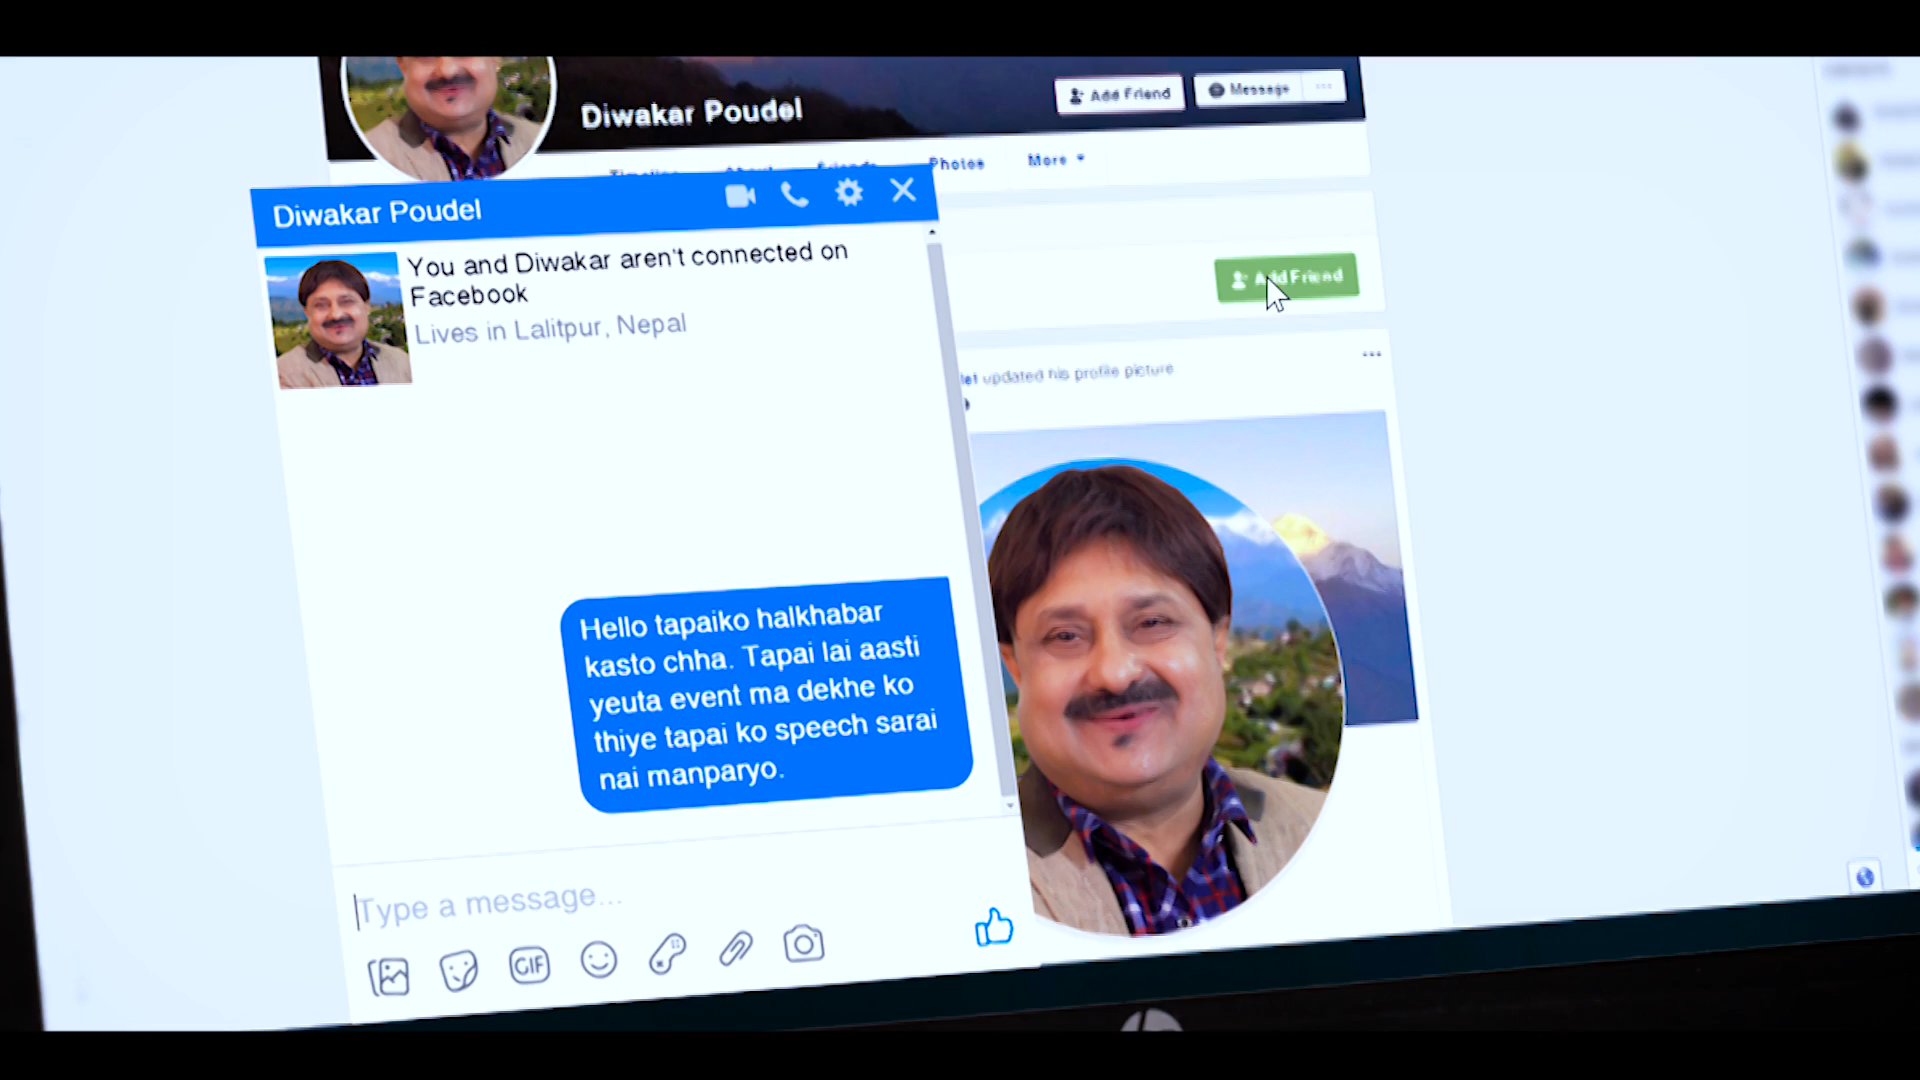 Diwakar Poudel
Add Friend
Message
Photos
More
Diwakar Poudel
You and Diwakar aren't connected on
Facebook
Lives in Lalitpur, Nepal
Add Friend
updated his profile picture.
Hello tapaiko halkhabar
kasto chha. Tapai lai aasti
yeuta event ma dekhe ko
thiye tapai ko speech sarai
nai manparyo.
Type a message...
GIF